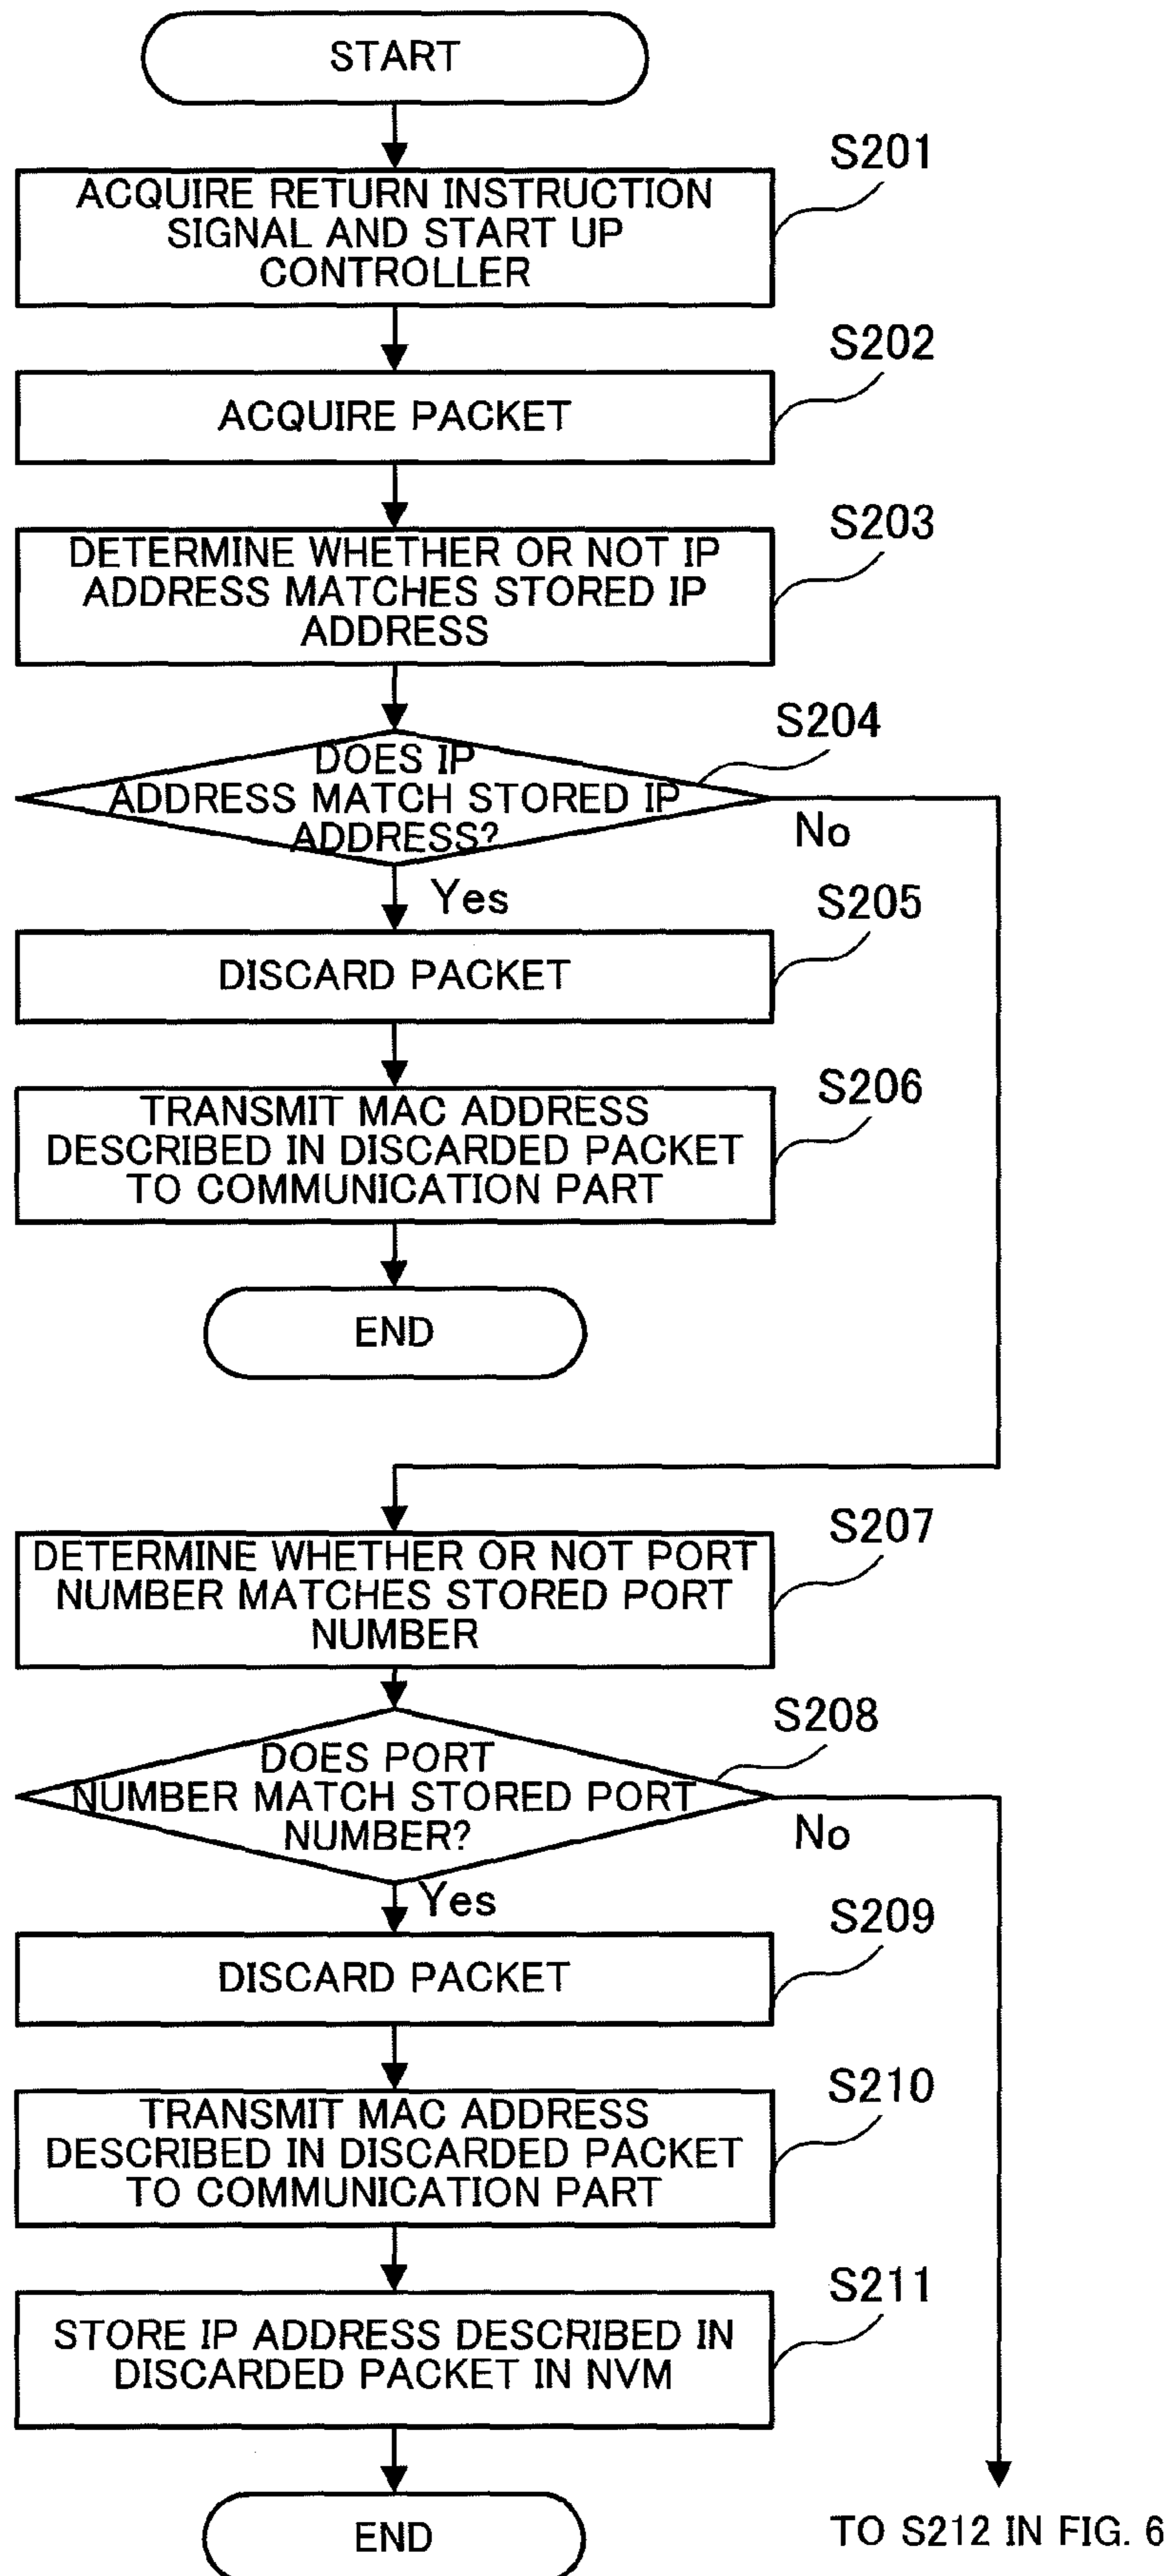 START
S201
ACQUIRE RETURN INSTRUCTION
SIGNAL AND START UP
CONTROLLER
S202
ACQUIRE PACKET
S203
DETERMINE WHETHER OR NOT IP
ADDRESS MATCHES STORED IP
ADDRESS
S204
DOES IP
ADDRESS MATCH STORED IP
ADDRESS?
No
Yes
S205
DISCARD PACKET
S206
TRANSMIT MAC ADDRESS
DESCRIBED IN DISCARDED PACKET
TO COMMUNICATION PART
END
S207
DETERMINE WHETHER OR NOT PORT
NUMBER MATCHES STORED PORT
NUMBER
S208
DOES PORT
NUMBER MATCH STORED PORT
NUMBER?
No
Yes
S209
DISCARD PACKET
S210
TRANSMIT MAC ADDRESS
DESCRIBED IN DISCARDED PACKET
TO COMMUNICATION PART
S211
STORE IP ADDRESS DESCRIBED IN
DISCARDED PACKET IN NVM
END
TO S212 IN FIG. 6